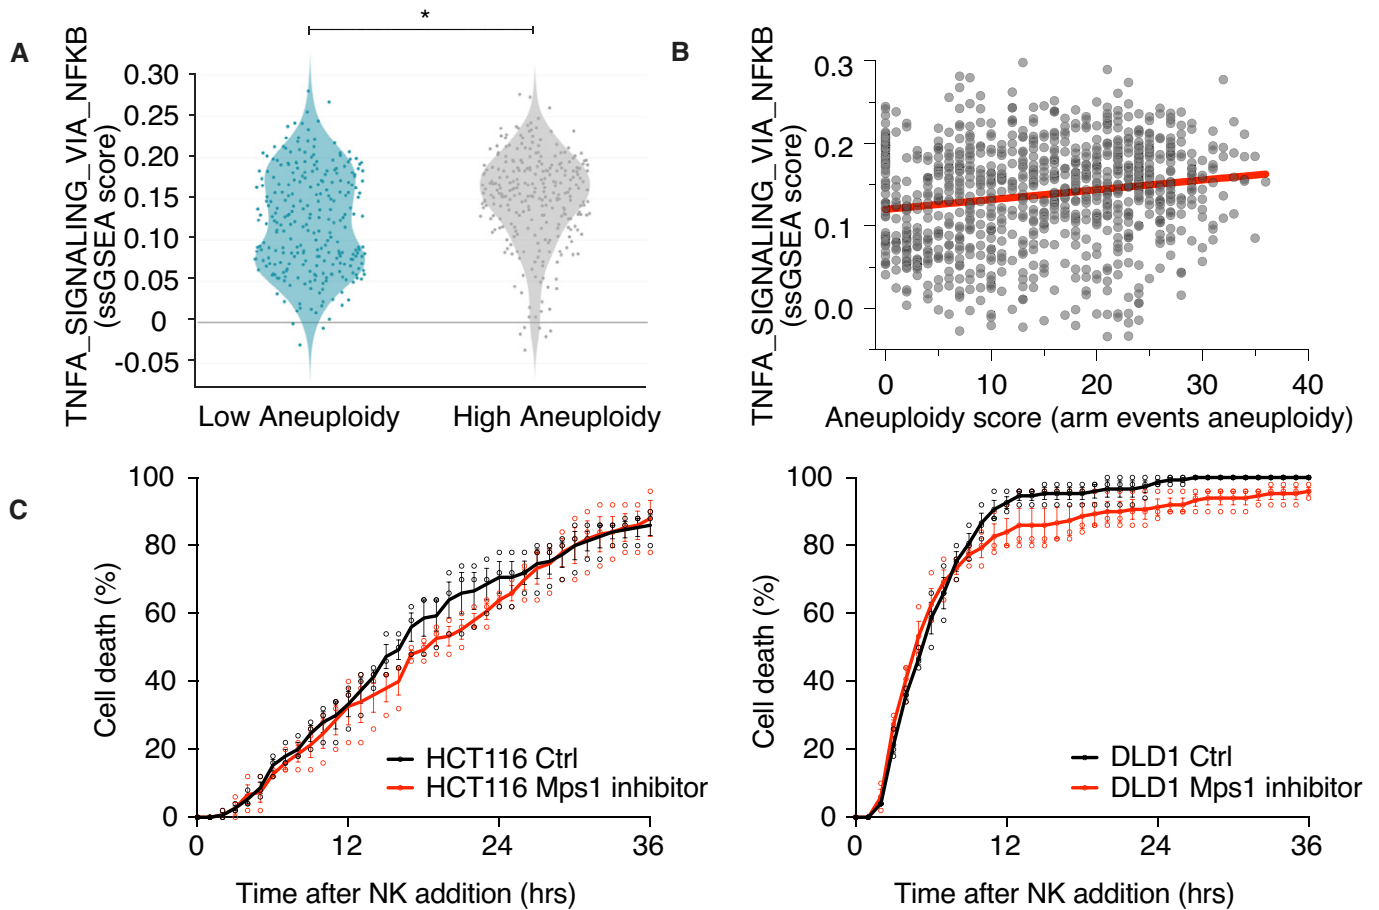 A
TNFA_SIGNALING_VIA_NFKB
(ssGSEA score)
*
0.30
0.25
0.20
0.15
0.10
0.05
0
-0.05
Low Aneuploidy
High Aneuploidy
B
TNFA_SIGNALING_VIA_NFKB
(ssGSEA score)
0.3
0.2
0.1
0.0
0
10
20
30
40
Aneuploidy score (arm events aneuploidy)
C
Cell death (%)
100
80
60
40
20
0
HCT116 Ctrl
HCT116 Mps1 inhibitor
0
12
24
36
Time after NK addition (hrs)
Cell death (%)
100
80
60
40
20
0
DLD1 Ctrl
DLD1 Mps1 inhibitor
0
12
24
36
Time after NK addition (hrs)